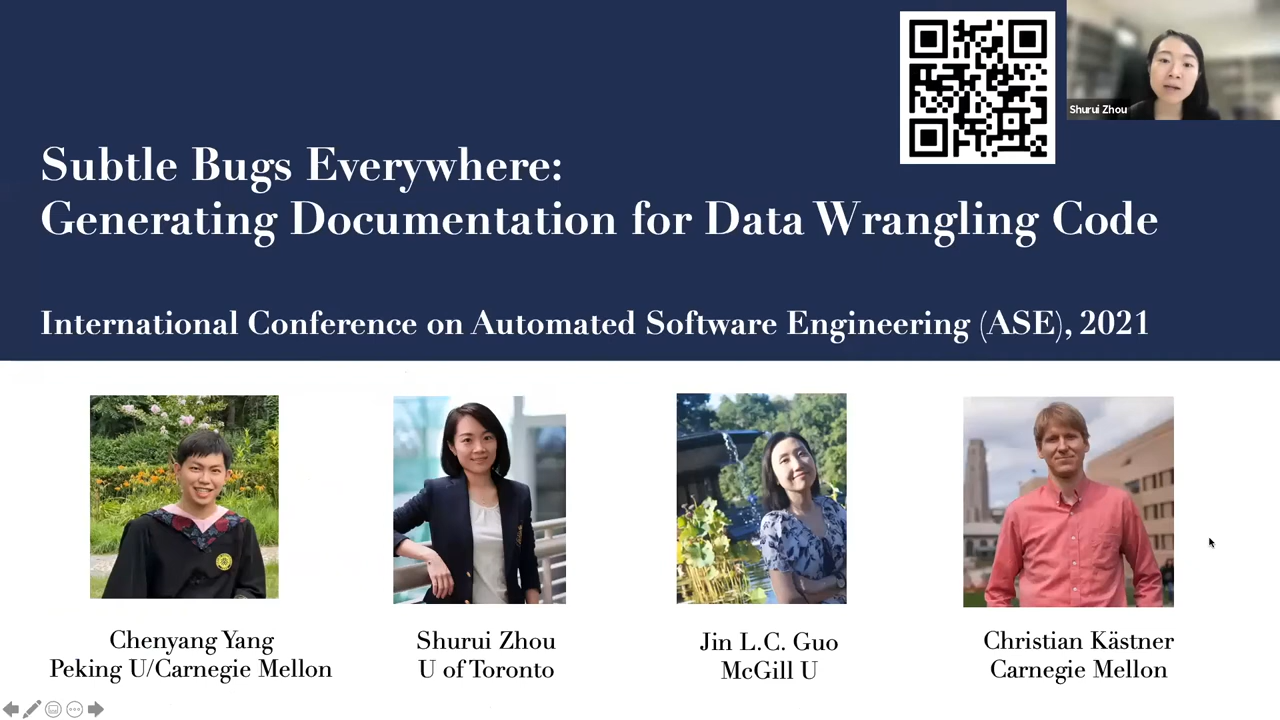 Shurui Zhou
Subtle Bugs Everywhere:
Generating Documentation for Data Wrangling Code
International Conference on Automated Software Engineering (ASE), 2021
Chenyang Yang
Peking U/Carnegie Mellon
Shurui Zhou
U of Toronto
Jin L.C. Guo
McGill U
Christian Kästner
Carnegie Mellon